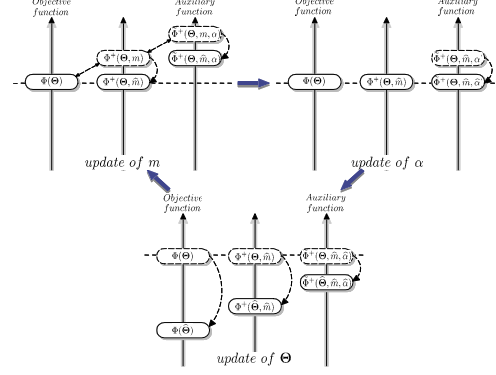 Objective
function
Auxiliary
function
Φ⁺(Θ, m, α)
Φ⁺(Θ, m)
Φ⁺(Θ, m̂, α)
Φ(Θ)
Φ⁺(Θ, m̂)
update of m
Objective
function
Auxiliary
function
Φ⁺(Θ, m̂, α)
Φ(Θ)
Φ⁺(Θ, m̂)
Φ⁺(Θ, m̂, α̂)
update of α
Objective
function
Auxiliary
function
Φ(Θ)
Φ⁺(Θ, m̂)
Φ⁺(Θ, m̂, α̂)
Φ⁺(Θ̂, m̂, α̂)
Φ⁺(Θ̂, m̂)
Φ(Θ̂)
update of Θ